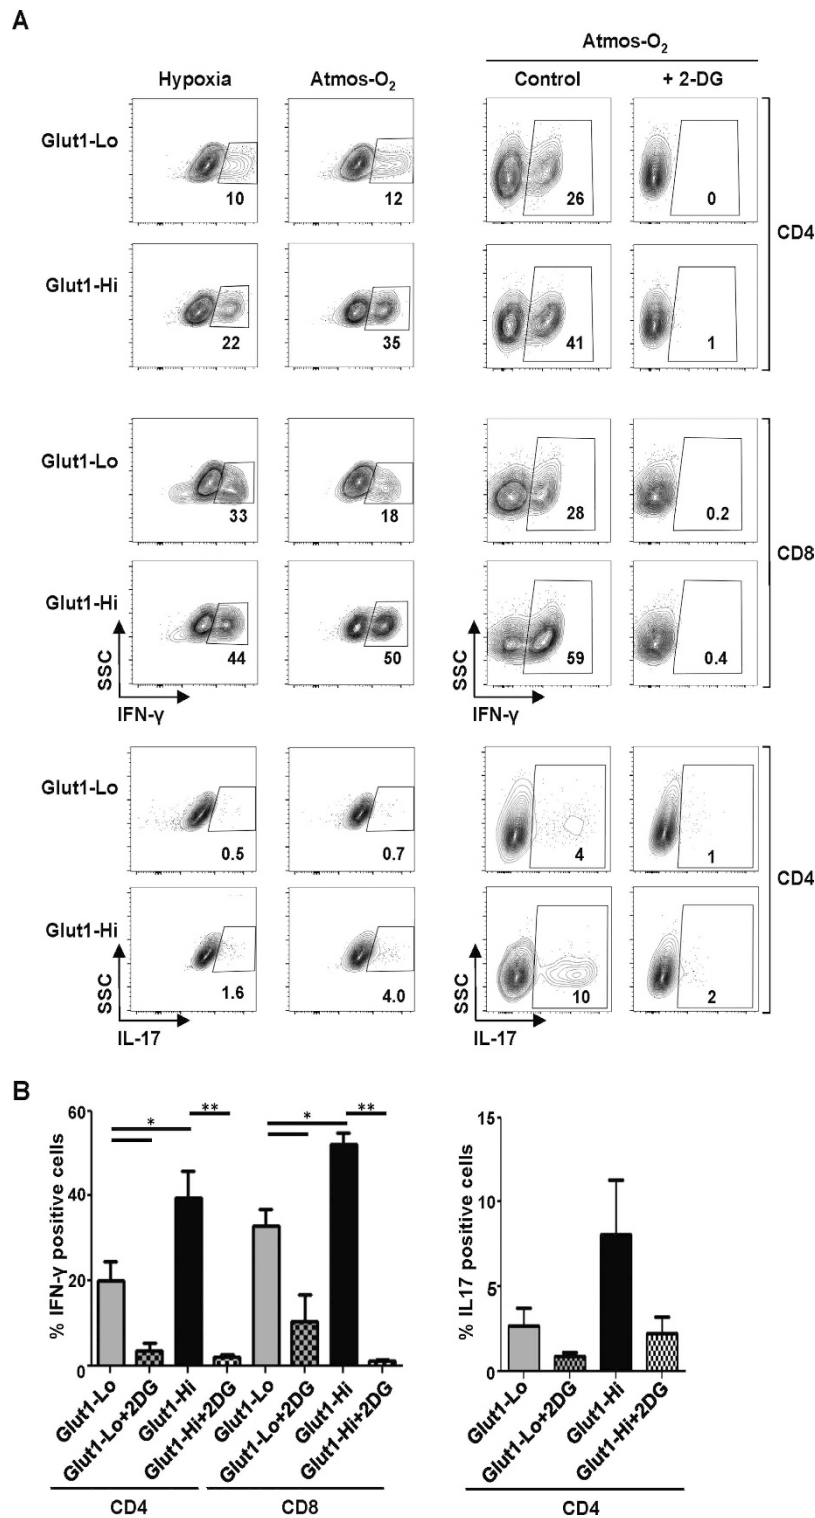 A
Atmos-O₂
Hypoxia Atmos-O₂ Control + 2-DG
Glut1-Lo
10 12 26 0
CD4
Glut1-Hi
22 35 41 1
Glut1-Lo
33 18 28 0.2
CD8
Glut1-Hi
44 50 59 0.4
SSC SSC
IFN-γ IFN-γ
Glut1-Lo
0.5 0.7 4 1
CD4
Glut1-Hi
1.6 4.0 10 2
SSC SSC
IL-17 IL-17
B
% IFN-γ positive cells
60
40
20
0
* ** * **
Glut1-Lo
Glut1-Lo+2DG
Glut1-Hi
Glut1-Hi+2DG
Glut1-Lo
Glut1-Lo+2DG
Glut1-Hi
Glut1-Hi+2DG
CD4 CD8
% IL17 positive cells
15
10
5
0
Glut1-Lo
Glut1-Lo+2DG
Glut1-Hi
Glut1-Hi+2DG
CD4